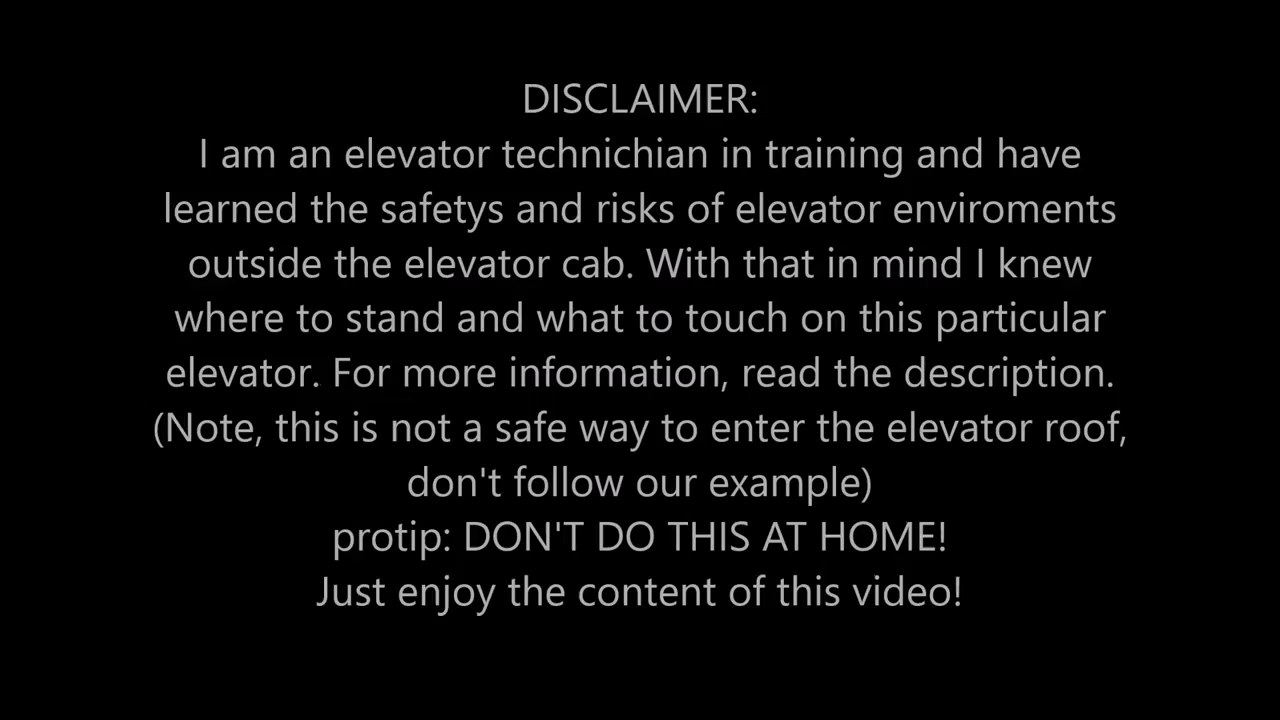 DISCLAIMER:
I am an elevator technichian in training and have
learned the safetys and risks of elevator enviroments
outside the elevator cab. With that in mind I knew
where to stand and what to touch on this particular
elevator. For more information, read the description.
(Note, this is not a safe way to enter the elevator roof,
don't follow our example)
protip: DON'T DO THIS AT HOME!
Just enjoy the content of this video!